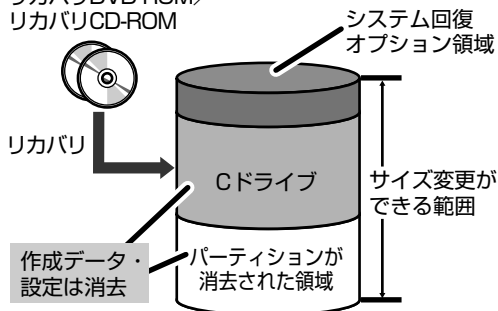 リカバリDVD-ROM／
リカバリCD-ROM
システム回復
オプション領域
リカバリ
Cドライブ
サイズ変更が
できる範囲
作成データ・
設定は消去
パーティションが
消去された領域